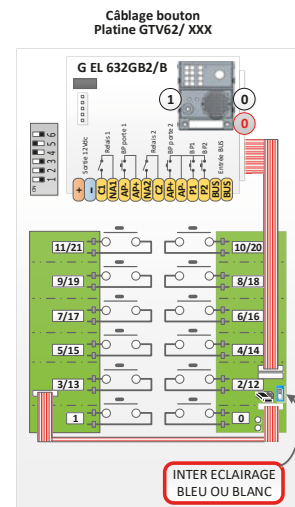 Câblage bouton
Platine GTV62/ XXX
G EL 632GB2/B
1
0
0
6
5
4
3
2
1
ON
Sortie 12Vdc
Relais 1
BP porte 1
Relais 2
BP porte 2
BP1
BP2
Entrée BUS
+
–
C1
NA1
AP-
AP+
NA2
C2
AP+
AP-
P1
P2
BUS
BUS
11/21
10/20
9/19
8/18
7/17
6/16
5/15
4/14
3/13
2/12
1
0
INTER ECLAIRAGE
BLEU OU BLANC